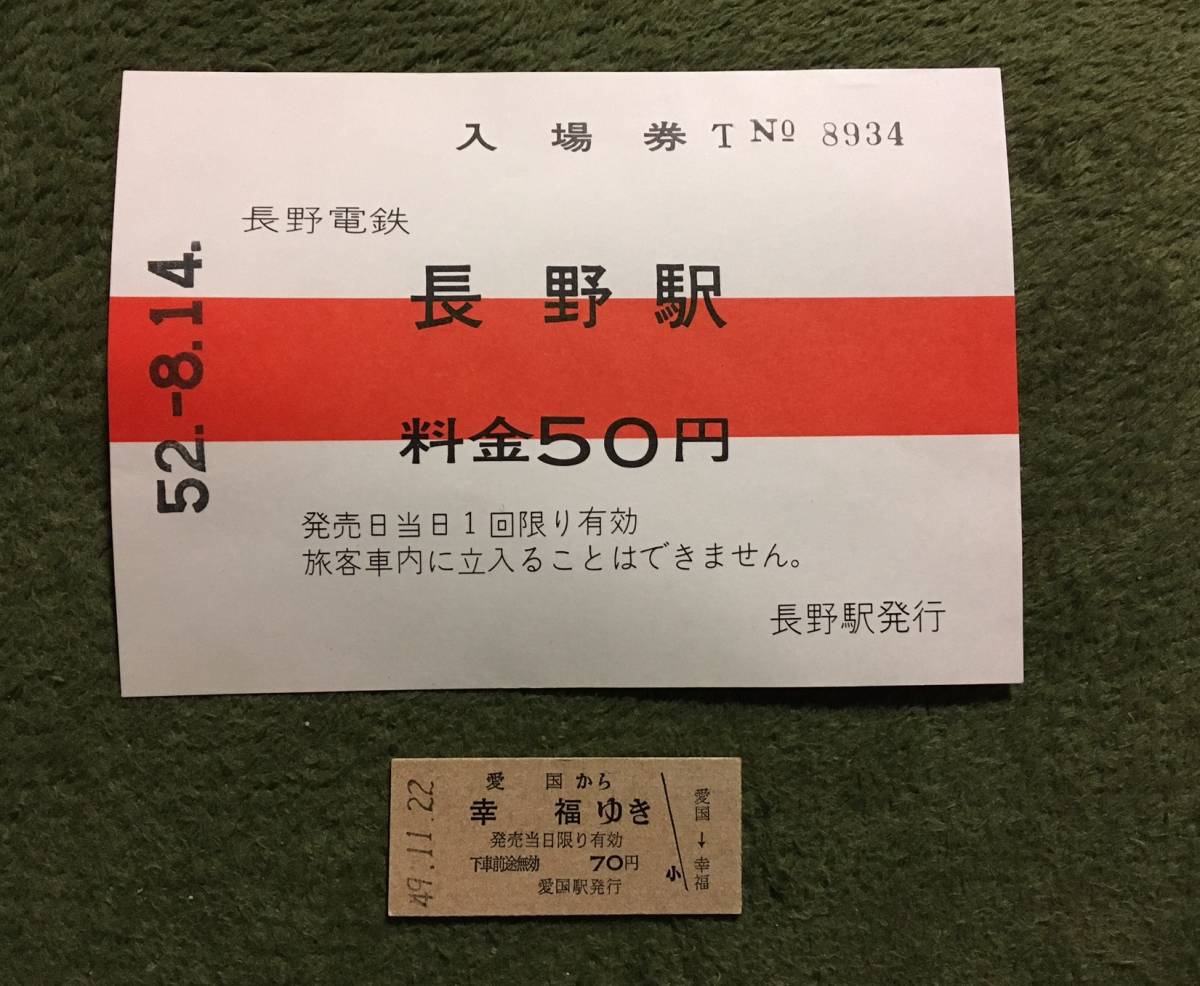 入場券 T № 8934
長野電鉄
長野駅
料金50円
発売日当日1回限り有効
旅客車内に立入ることはできません。
長野駅発行
52.-8.14.
49.11.22
愛国から
幸福ゆき
発売当日限り有効
下車前途無効 70円
愛国駅発行
小
愛国→幸福